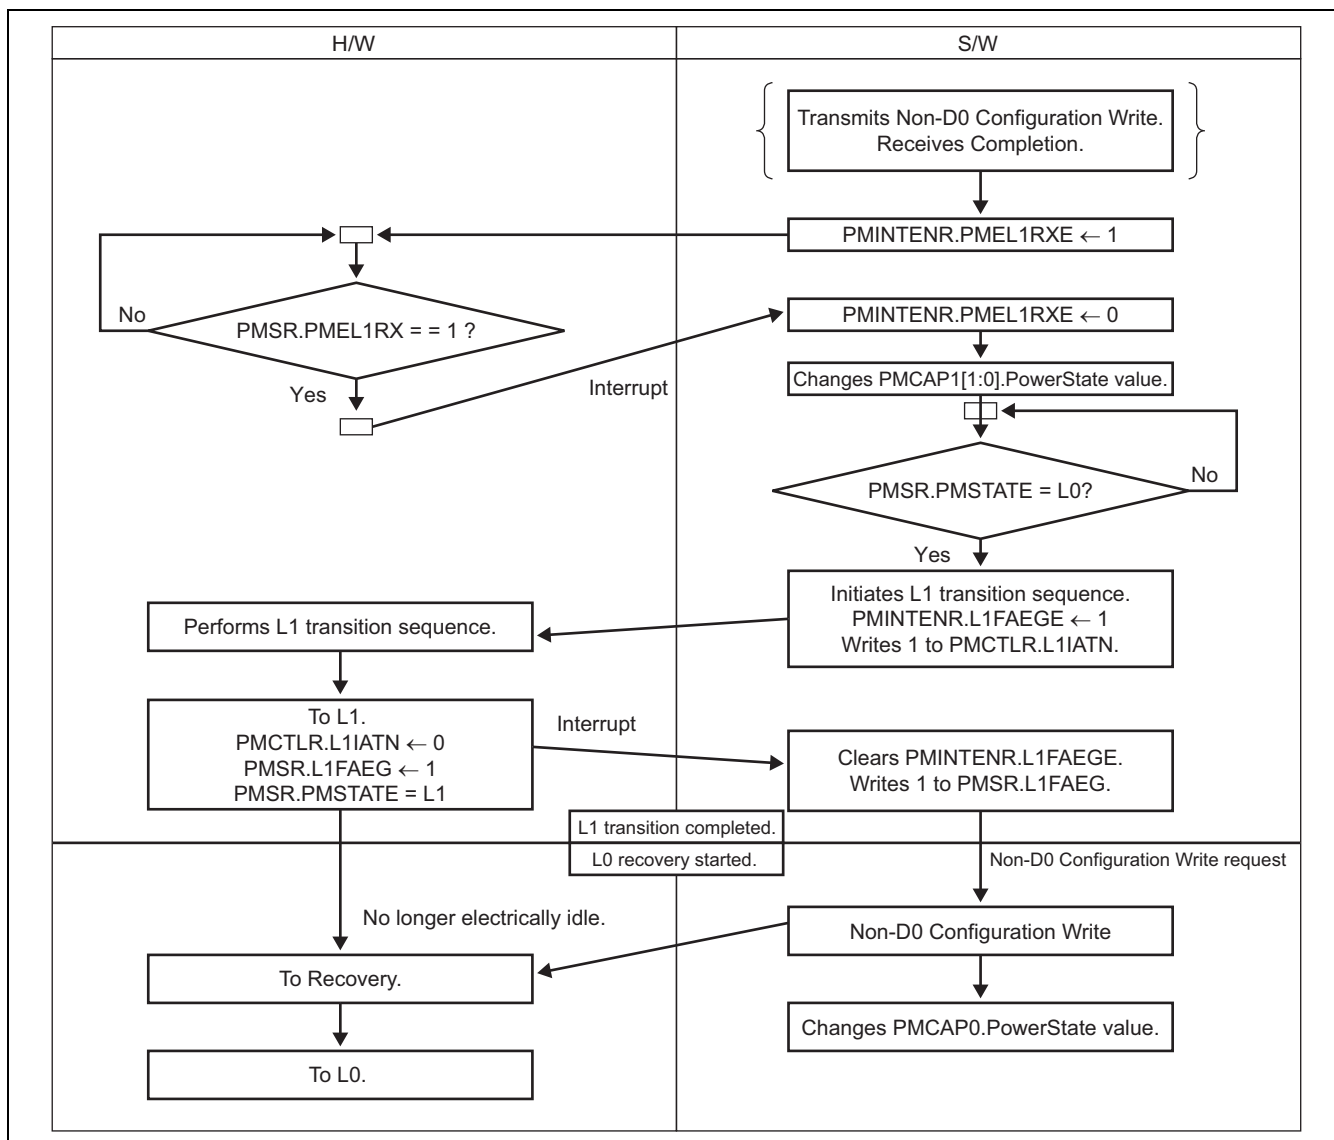 H/W
S/W
Transmits Non-D0 Configuration Write.
Receives Completion.
PMINTENR.PMEL1RXE ← 1
No
PMSR.PMEL1RX = = 1 ?
Yes
Interrupt
PMINTENR.PMEL1RXE ← 0
Changes PMCAP1[1:0].PowerState value.
PMSR.PMSTATE = L0?
No
Yes
Initiates L1 transition sequence.
PMINTENR.L1FAEGE ← 1
Writes 1 to PMCTLR.L1IATN.
Performs L1 transition sequence.
To L1.
PMCTLR.L1IATN ← 0
PMSR.L1FAEG ← 1
PMSR.PMSTATE = L1
Interrupt
Clears PMINTENR.L1FAEGE.
Writes 1 to PMSR.L1FAEG.
L1 transition completed.
L0 recovery started.
Non-D0 Configuration Write request
No longer electrically idle.
Non-D0 Configuration Write
To Recovery.
Changes PMCAP0.PowerState value.
To L0.